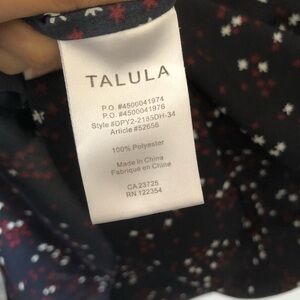 TALULA
P.O. #4500041974
P.O. #4500041976
Style #DPY2-2185DH-34
Article #52656
100% Polyester
Made in China
Fabriqué en Chine
CA 23725
RN 122354